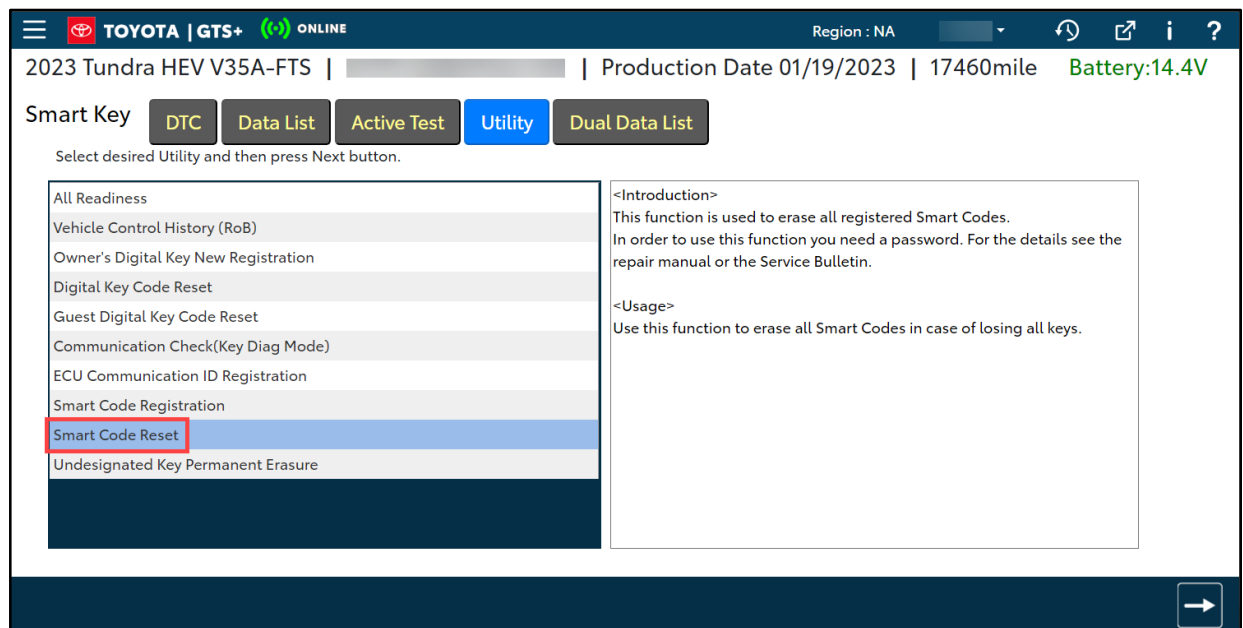 TOYOTA | GTS+ ONLINE Region : NA i ?
2023 Tundra HEV V35A-FTS | | Production Date 01/19/2023 | 17460mile Battery:14.4V
Smart Key DTC Data List Active Test Utility Dual Data List
Select desired Utility and then press Next button.
All Readiness
Vehicle Control History (RoB)
Owner's Digital Key New Registration
Digital Key Code Reset
Guest Digital Key Code Reset
Communication Check(Key Diag Mode)
ECU Communication ID Registration
Smart Code Registration
Smart Code Reset
Undesignated Key Permanent Erasure
<Introduction>
This function is used to erase all registered Smart Codes.
In order to use this function you need a password. For the details see the
repair manual or the Service Bulletin.
<Usage>
Use this function to erase all Smart Codes in case of losing all keys.